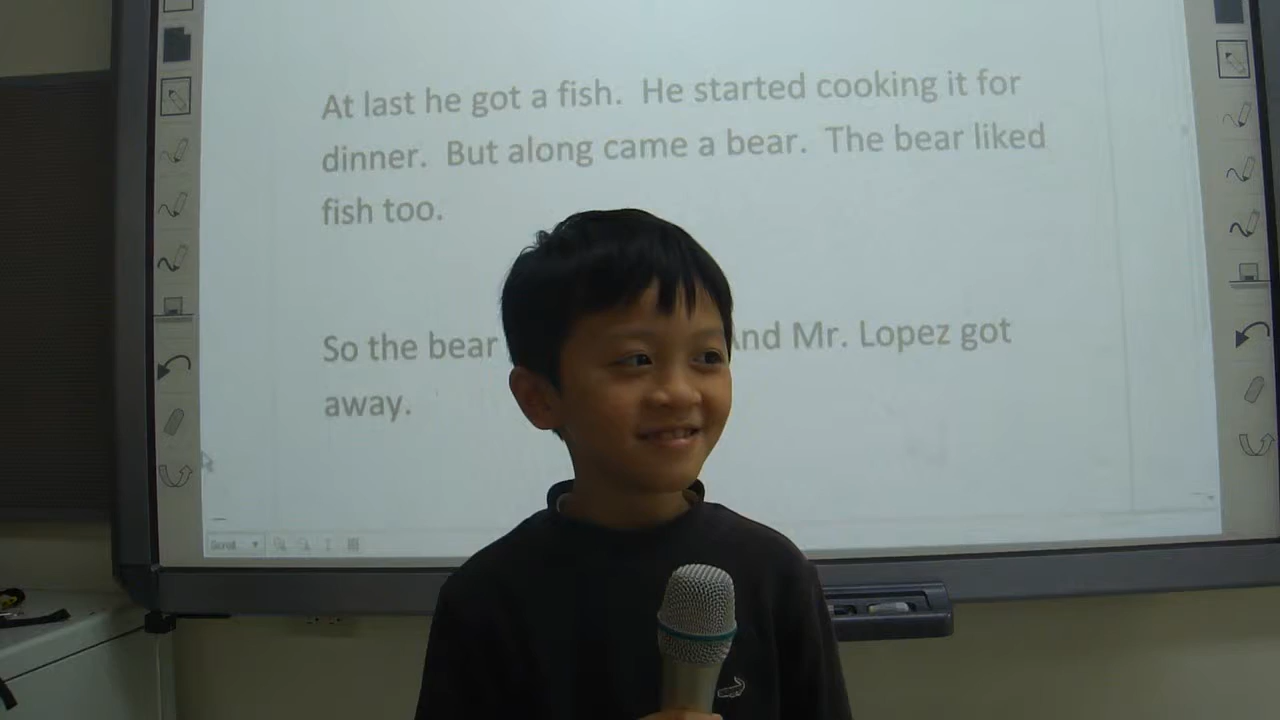 At last he got a fish.  He started cooking it for
dinner.  But along came a bear.  The bear liked
fish too.
So the bear And Mr. Lopez got
away.
Scroll